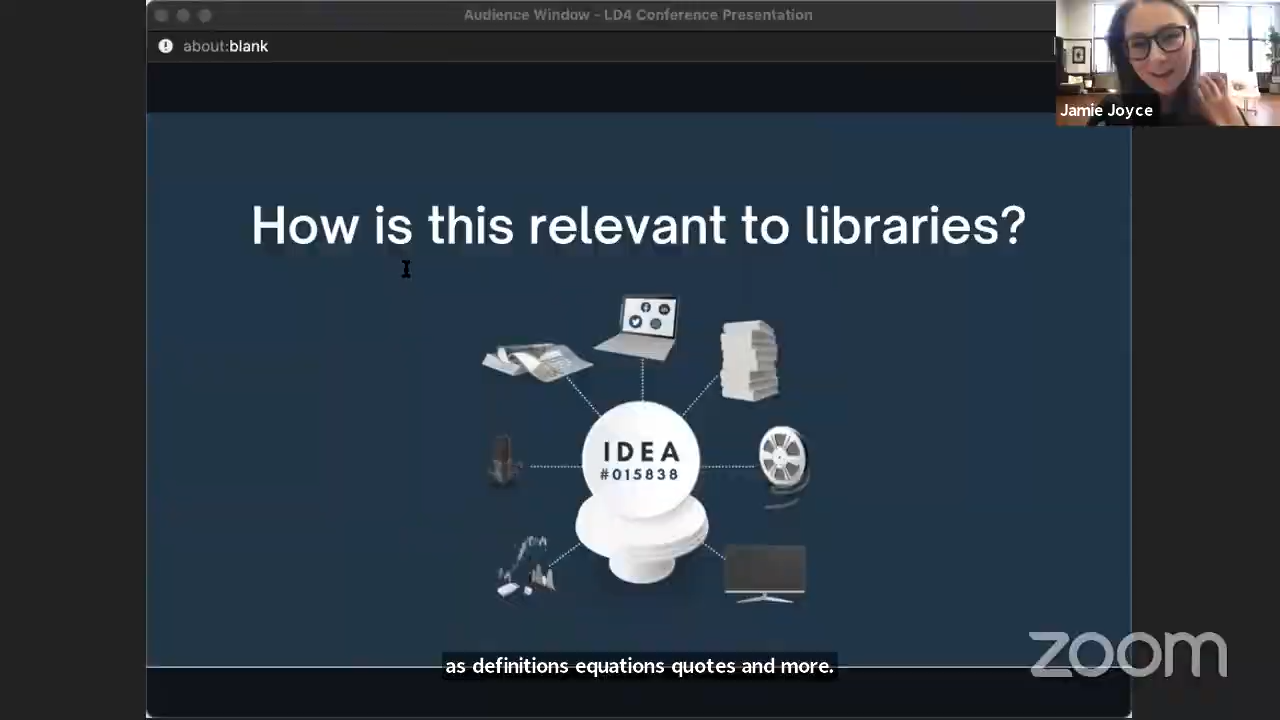 Audience Window - LD4 Conference Presentation
about:blank
Jamie Joyce
How is this relevant to libraries?
IDEA
#015838
as definitions equations quotes and more.
zoom